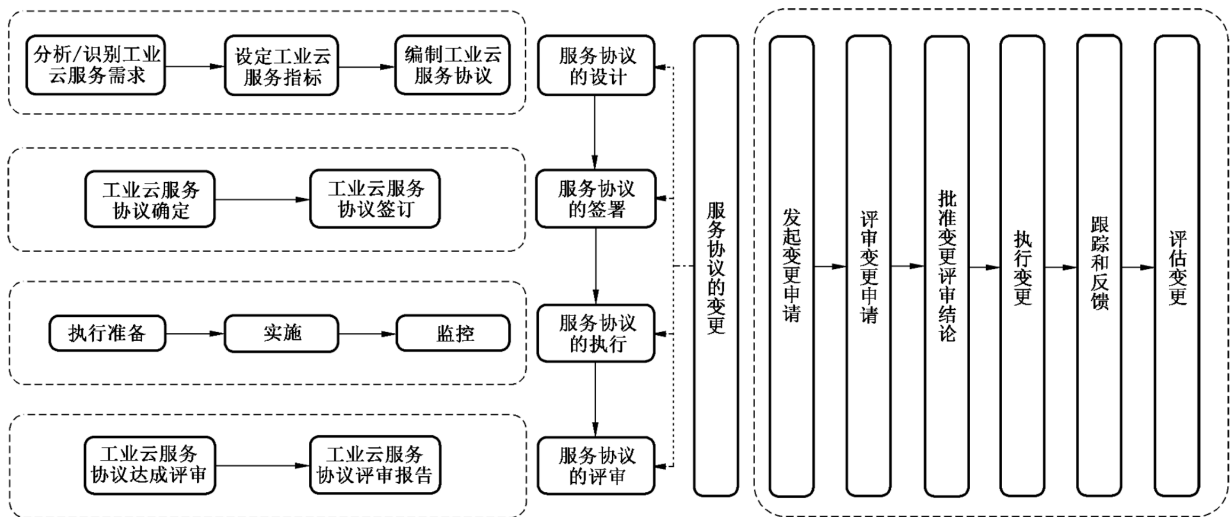 分析/识别工业
云服务需求
设定工业云
服务指标
编制工业云
服务协议
服务协议
的设计
工业云服务
协议确定
工业云服务
协议签订
服务协议
的签署
执行准备
实施
监控
服务协议
的执行
工业云服务
协议达成评审
工业云服务
协议评审报告
服务协议
的评审
服务协议的变更
发起变更申请
评审变更申请
批准变更评审结论
执行变更
跟踪和反馈
评估变更